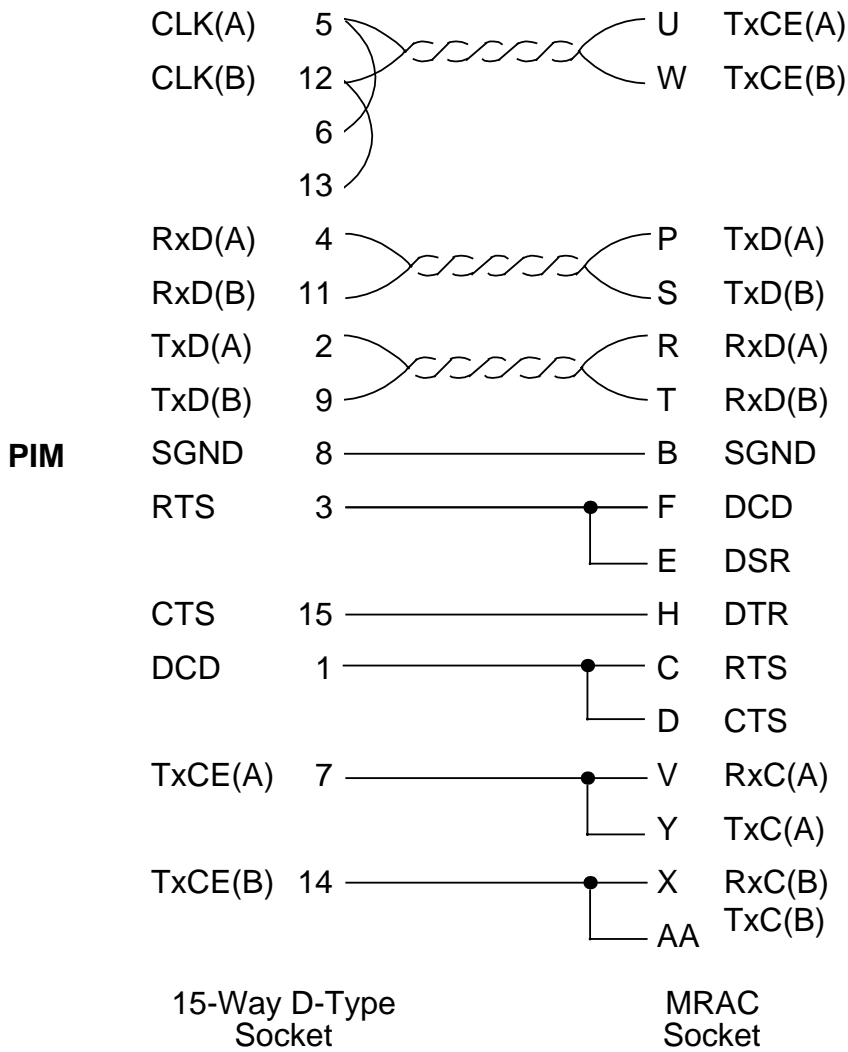 CLK(A) 5 U TxCE(A)
CLK(B) 12 W TxCE(B)
6
13
RxD(A) 4 P TxD(A)
RxD(B) 11 S TxD(B)
TxD(A) 2 R RxD(A)
TxD(B) 9 T RxD(B)
PIM SGND 8 B SGND
RTS 3 F DCD
E DSR
CTS 15 H DTR
DCD 1 C RTS
D CTS
TxCE(A) 7 V RxC(A)
Y TxC(A)
TxCE(B) 14 X RxC(B)
AA TxC(B)
15-Way D-Type MRAC
Socket Socket